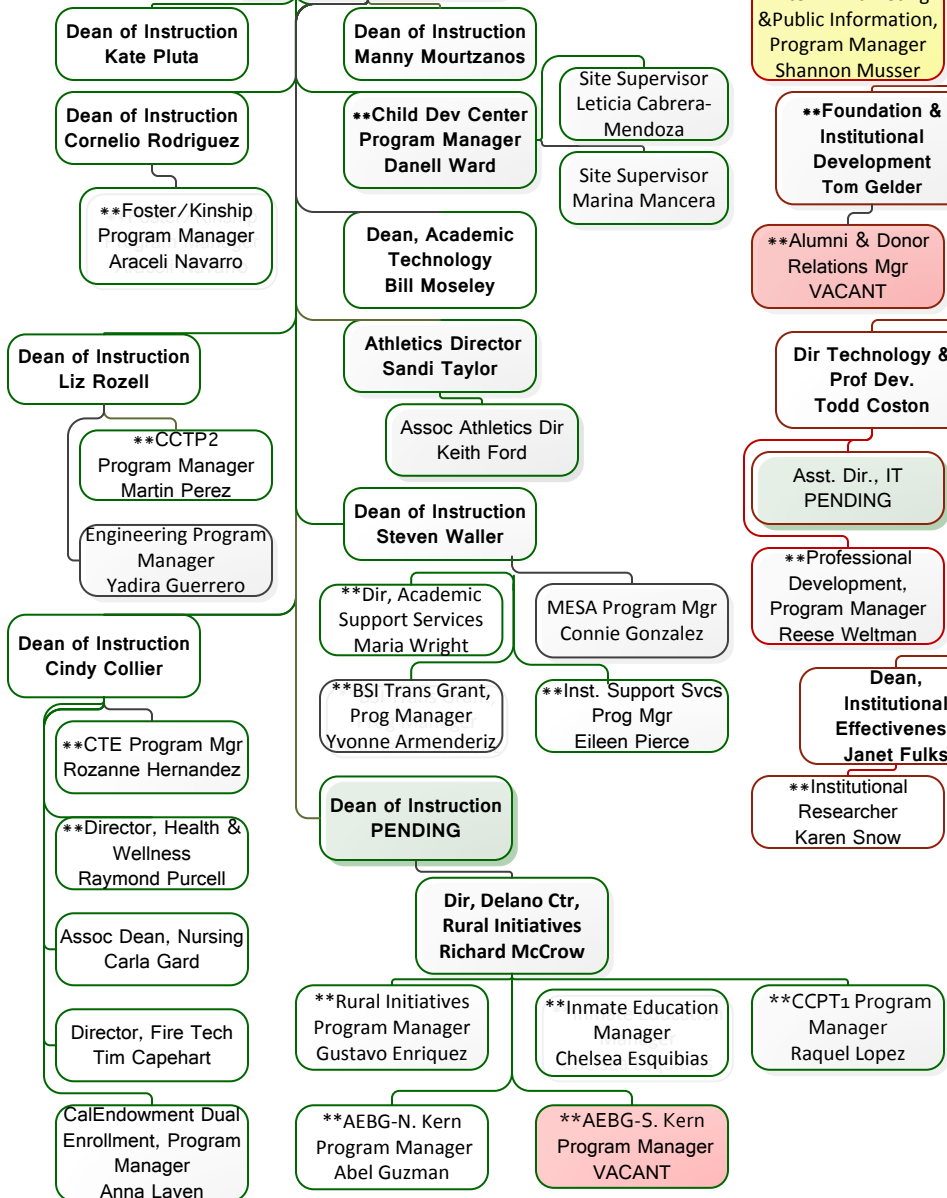 Dean of Instruction
Kate Pluta
Dean of Instruction
Manny Mourtzanos
&Public Information,
Program Manager
Shannon Musser
Dean of Instruction
Cornelio Rodriguez
**Child Dev Center
Program Manager
Danell Ward
Site Supervisor
Leticia Cabrera-
Mendoza
Site Supervisor
Marina Mancera
**Foundation &
Institutional
Development
Tom Gelder
**Foster/Kinship
Program Manager
Araceli Navarro
Dean, Academic
Technology
Bill Moseley
**Alumni & Donor
Relations Mgr
VACANT
Dean of Instruction
Liz Rozell
Athletics Director
Sandi Taylor
Assoc Athletics Dir
Keith Ford
Dir Technology &
Prof Dev.
Todd Coston
**CCTP2
Program Manager
Martin Perez
Asst. Dir., IT
PENDING
Engineering Program
Manager
Yadira Guerrero
Dean of Instruction
Steven Waller
**Professional
Development,
Program Manager
Reese Weltman
**Dir, Academic
Support Services
Maria Wright
MESA Program Mgr
Connie Gonzalez
Dean of Instruction
Cindy Collier
**BSI Trans Grant,
Prog Manager
Yvonne Armenderiz
**Inst. Support Svcs
Prog Mgr
Eileen Pierce
Dean,
Institutional
Effectivenes
Janet Fulks
**CTE Program Mgr
Rozanne Hernandez
**Institutional
Researcher
Karen Snow
**Director, Health &
Wellness
Raymond Purcell
Dean of Instruction
PENDING
Assoc Dean, Nursing
Carla Gard
Dir, Delano Ctr,
Rural Initiatives
Richard McCrow
Director, Fire Tech
Tim Capehart
**Rural Initiatives
Program Manager
Gustavo Enriquez
**Inmate Education
Manager
Chelsea Esquibias
**CCPT1 Program
Manager
Raquel Lopez
CalEndowment Dual
Enrollment, Program
Manager
Anna Laven
**AEBG-N. Kern
Program Manager
Abel Guzman
**AEBG-S. Kern
Program Manager
VACANT